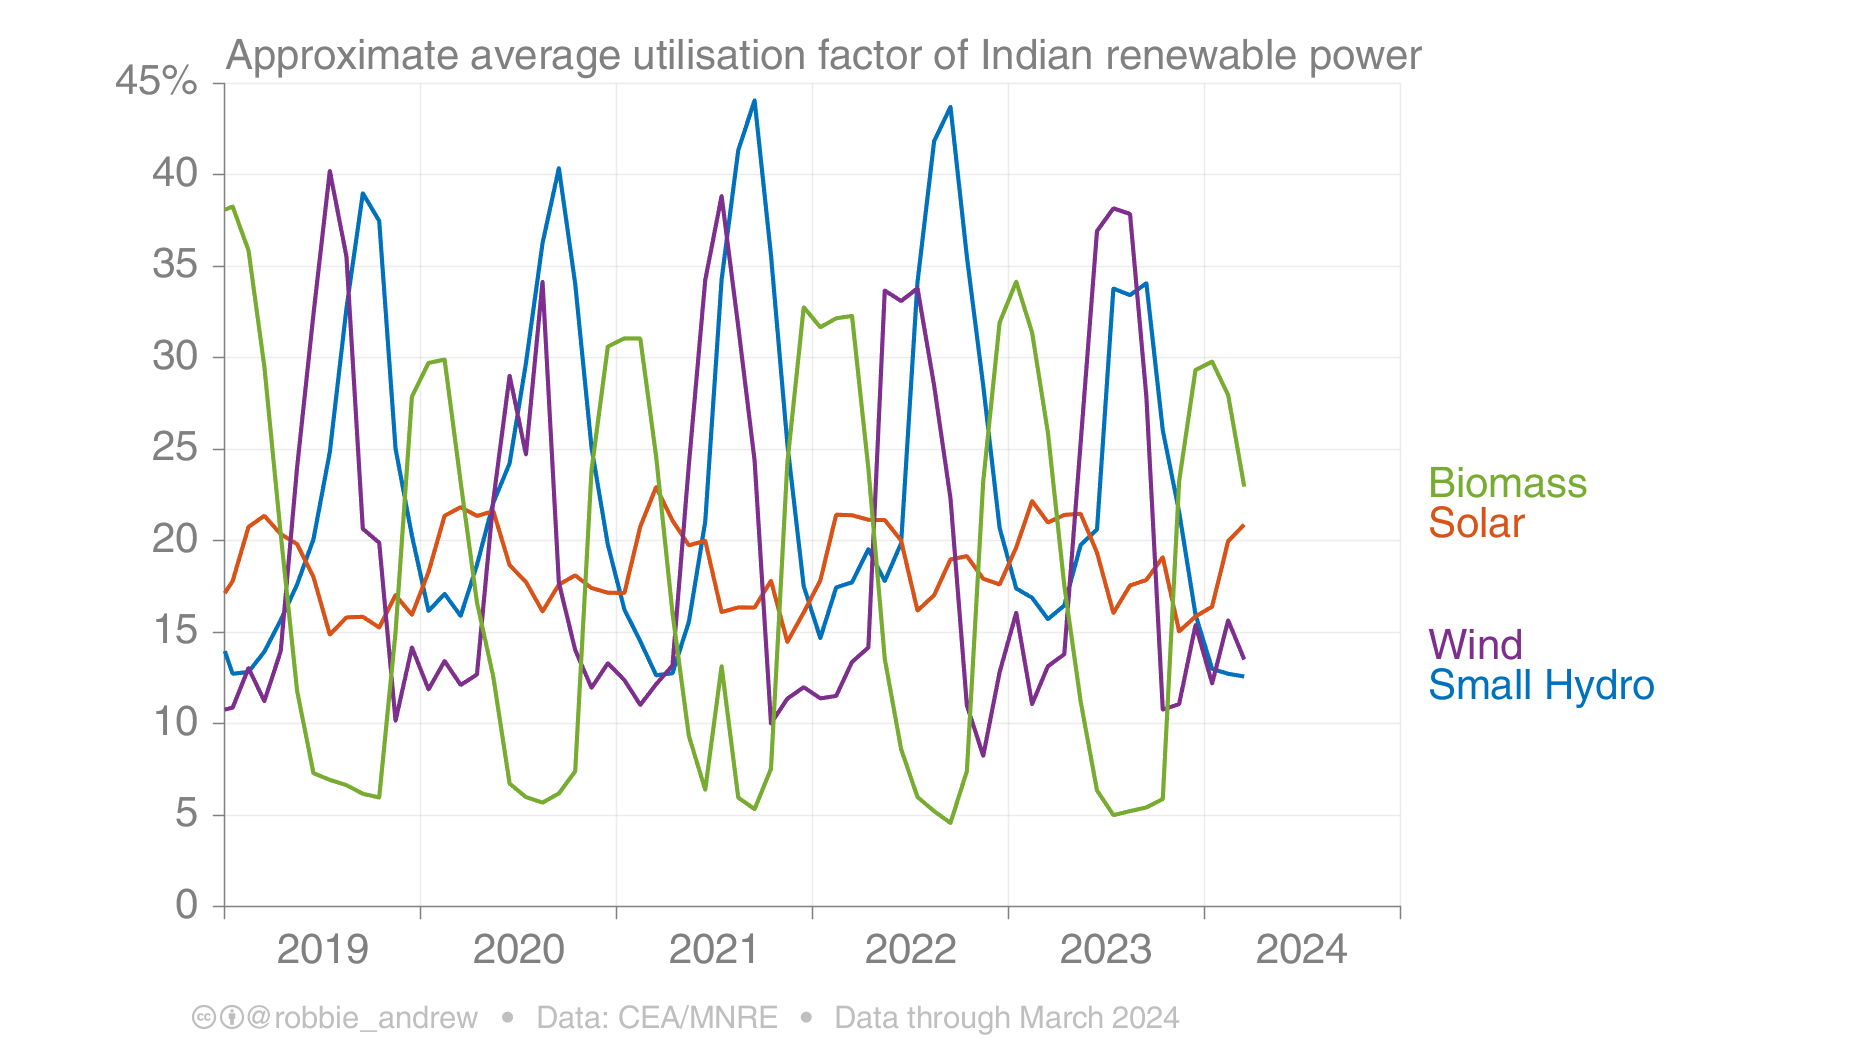 Approximate average utilisation factor of Indian renewable power
45%
40
35
30
25
20
15
10
5
0
2019 2020 2021 2022 2023 2024
Biomass
Solar
Wind
Small Hydro
@robbie_andrew • Data: CEA/MNRE • Data through March 2024